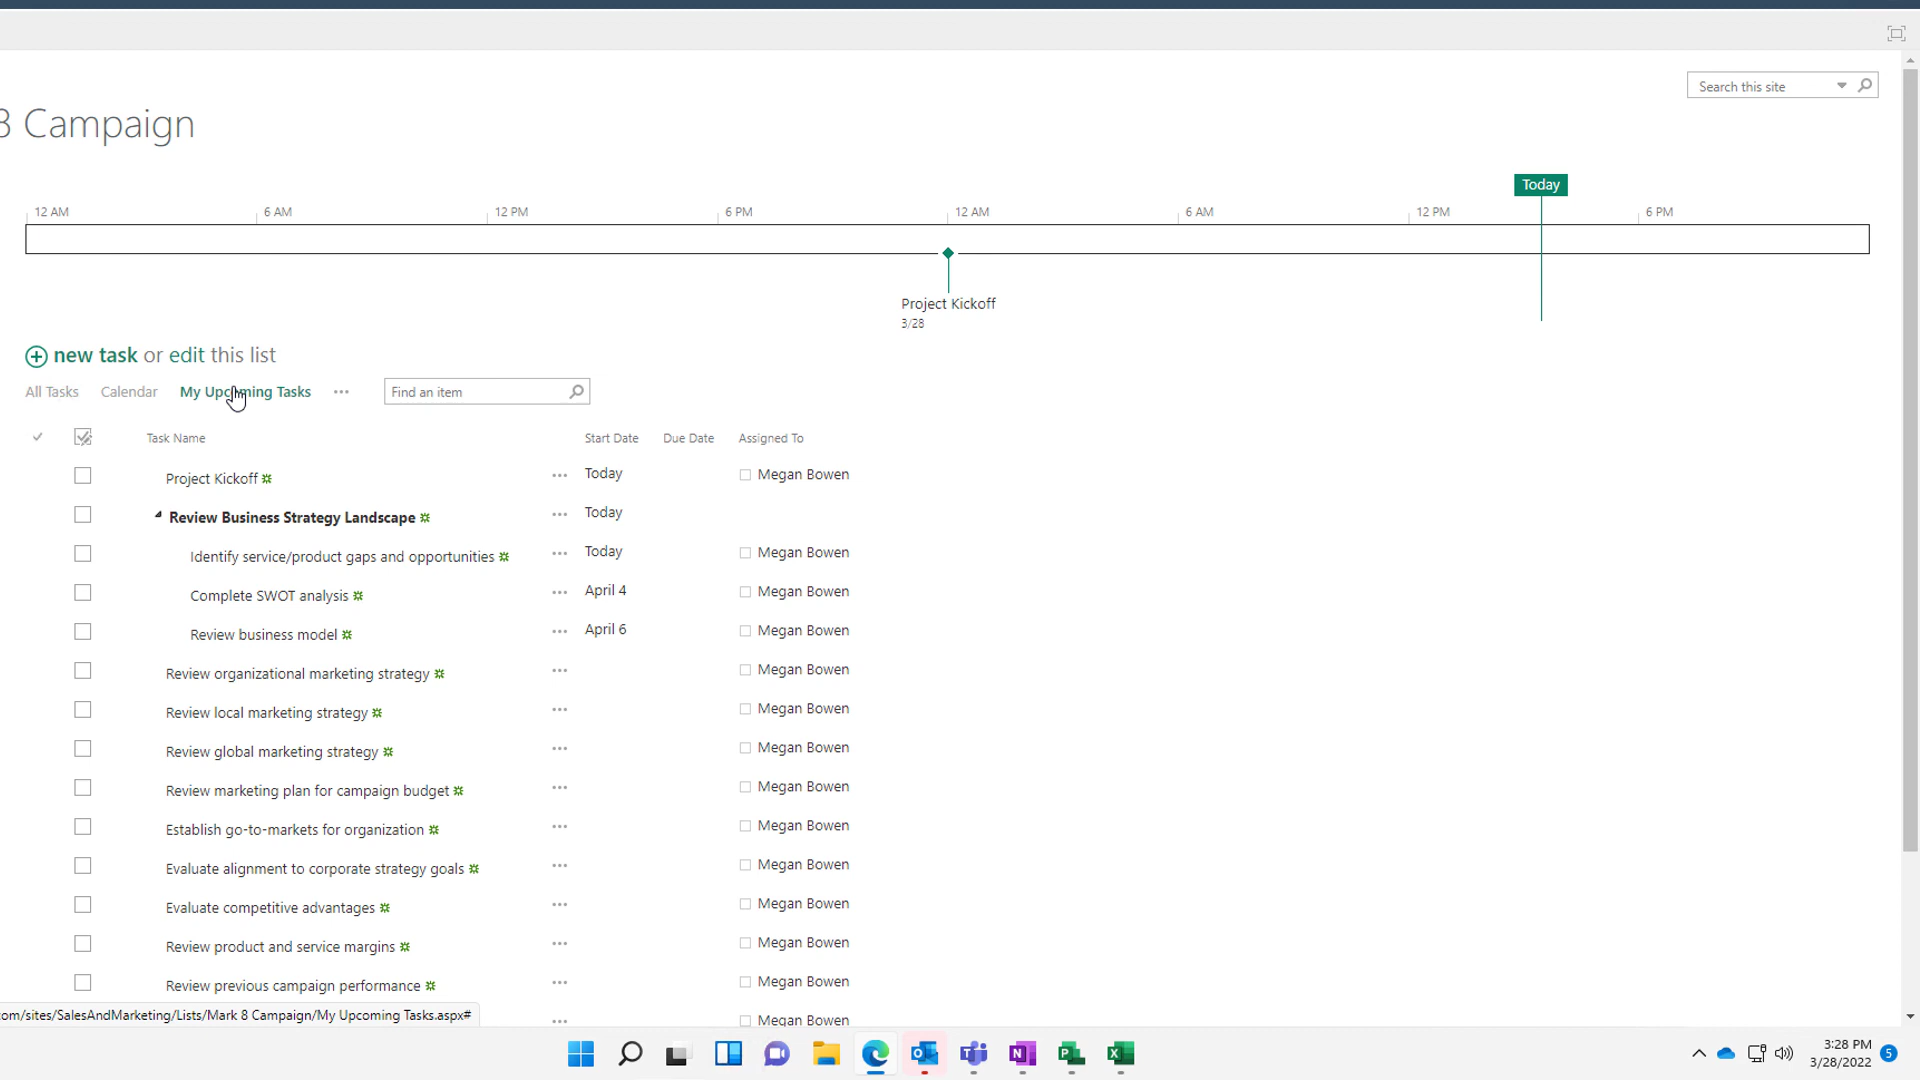 Search this site
8 Campaign
Today
12 AM 6 AM 12 PM 6 PM 12 AM 6 AM 12 PM 6 PM
Project Kickoff
3/28
new task or edit this list
All Tasks Calendar My Upcoming Tasks ··· Find an item
Task Name Start Date Due Date Assigned To
Project Kickoff ··· Today Megan Bowen
Review Business Strategy Landscape ··· Today
Identify service/product gaps and opportunities ··· Today Megan Bowen
Complete SWOT analysis ··· April 4 Megan Bowen
Review business model ··· April 6 Megan Bowen
Review organizational marketing strategy ··· Megan Bowen
Review local marketing strategy ··· Megan Bowen
Review global marketing strategy ··· Megan Bowen
Review marketing plan for campaign budget ··· Megan Bowen
Establish go-to-markets for organization ··· Megan Bowen
Evaluate alignment to corporate strategy goals ··· Megan Bowen
Evaluate competitive advantages ··· Megan Bowen
Review product and service margins ··· Megan Bowen
Review previous campaign performance ··· Megan Bowen
com/sites/SalesAndMarketing/Lists/Mark 8 Campaign/My Upcoming Tasks.aspx# ··· Megan Bowen
3:28 PM
3/28/2022 5